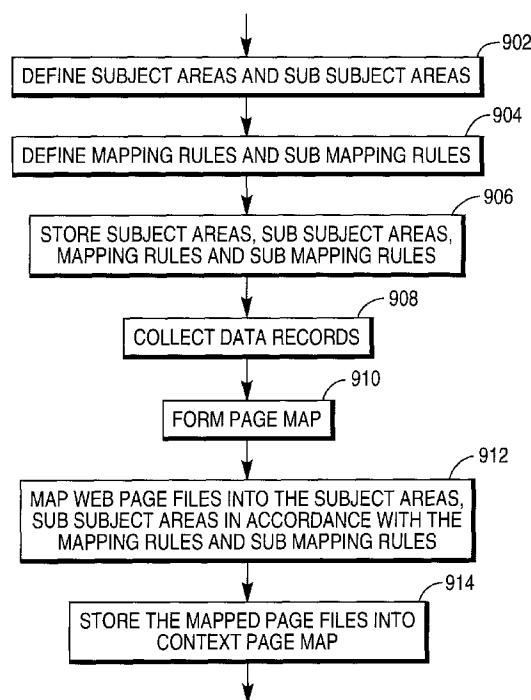 902
DEFINE SUBJECT AREAS AND SUB SUBJECT AREAS
904
DEFINE MAPPING RULES AND SUB MAPPING RULES
906
STORE SUBJECT AREAS, SUB SUBJECT AREAS,
MAPPING RULES AND SUB MAPPING RULES
908
COLLECT DATA RECORDS
910
FORM PAGE MAP
912
MAP WEB PAGE FILES INTO THE SUBJECT AREAS,
SUB SUBJECT AREAS IN ACCORDANCE WITH THE
MAPPING RULES AND SUB MAPPING RULES
914
STORE THE MAPPED PAGE FILES INTO
CONTEXT PAGE MAP